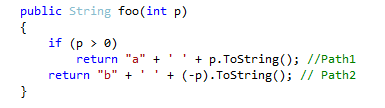 public String foo(int p)
{
if (p > 0)
return "a" + ' ' + p.ToString(); //Path1
return "b" + ' ' + (-p).ToString(); // Path2
}